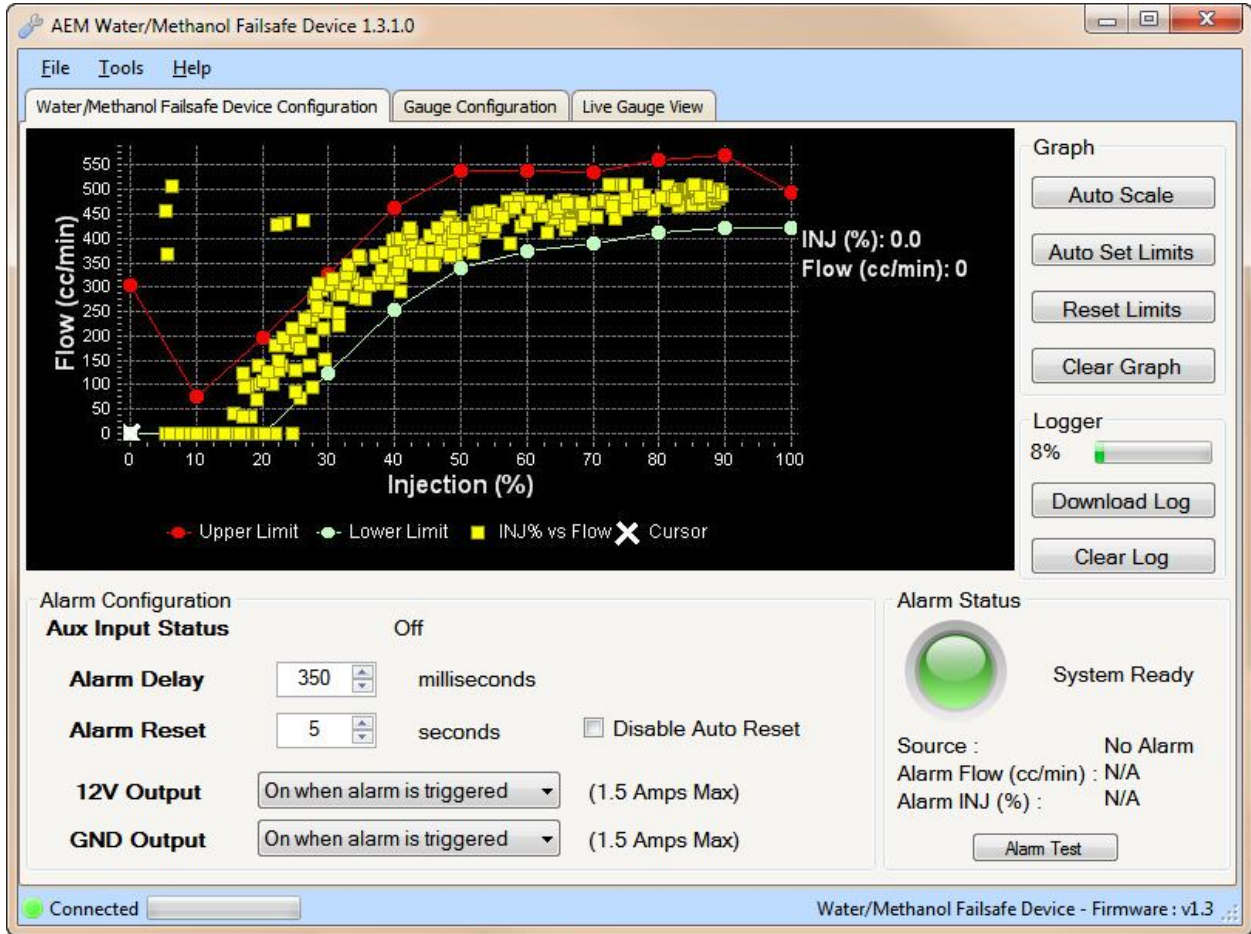 AEM Water/Methanol Failsafe Device 1.3.1.0
File Tools Help
Water/Methanol Failsafe Device Configuration Gauge Configuration Live Gauge View
Flow (cc/min)
550
500
450
400
350
300
250
200
150
100
50
0
0 10 20 30 40 50 60 70 80 90 100
Injection (%)
INJ (%): 0.0
Flow (cc/min): 0
Upper Limit Lower Limit INJ% vs Flow Cursor
Graph
Auto Scale
Auto Set Limits
Reset Limits
Clear Graph
Logger
8%
Download Log
Clear Log
Alarm Configuration
Aux Input Status Off
Alarm Delay 350 milliseconds
Alarm Reset 5 seconds Disable Auto Reset
12V Output On when alarm is triggered (1.5 Amps Max)
GND Output On when alarm is triggered (1.5 Amps Max)
Alarm Status
System Ready
Source : No Alarm
Alarm Flow (cc/min) : N/A
Alarm INJ (%) : N/A
Alarm Test
Connected Water/Methanol Failsafe Device - Firmware : v1.3